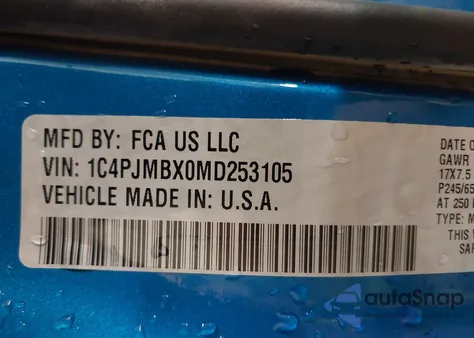 MFD BY: FCA US LLC
VIN: 1C4PJMBX0MD253105
VEHICLE MADE IN: U.S.A.
DATE O
GAWR
17X7.5
P245/65
AT 250
TYPE: M
THIS
SAF
autoSnap